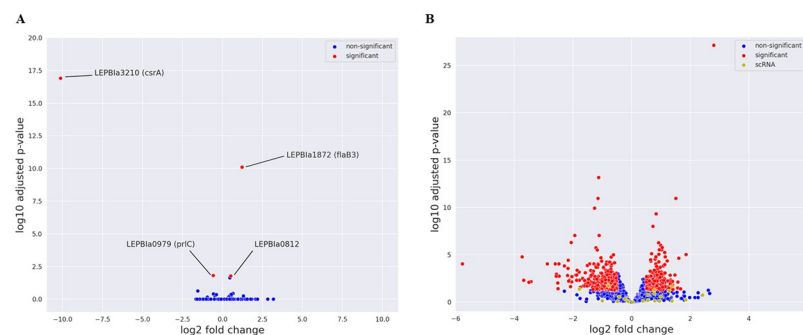 A
20.0
17.5
15.0
12.5
10.0
7.5
5.0
2.5
0.0
log10 adjusted p-value
non-significant
significant
LEPBIa3210 (csrA)
LEPBIa1872 (flaB3)
LEPBIa0979 (prlC)
LEPBIa0812
−10.0 −7.5 −5.0 −2.5 0.0 2.5 5.0 7.5 10.0
log2 fold change
B
25
20
15
10
5
0
log10 adjusted p-value
non-significant
significant
scRNA
−6 −4 −2 0 2 4
log2 fold change